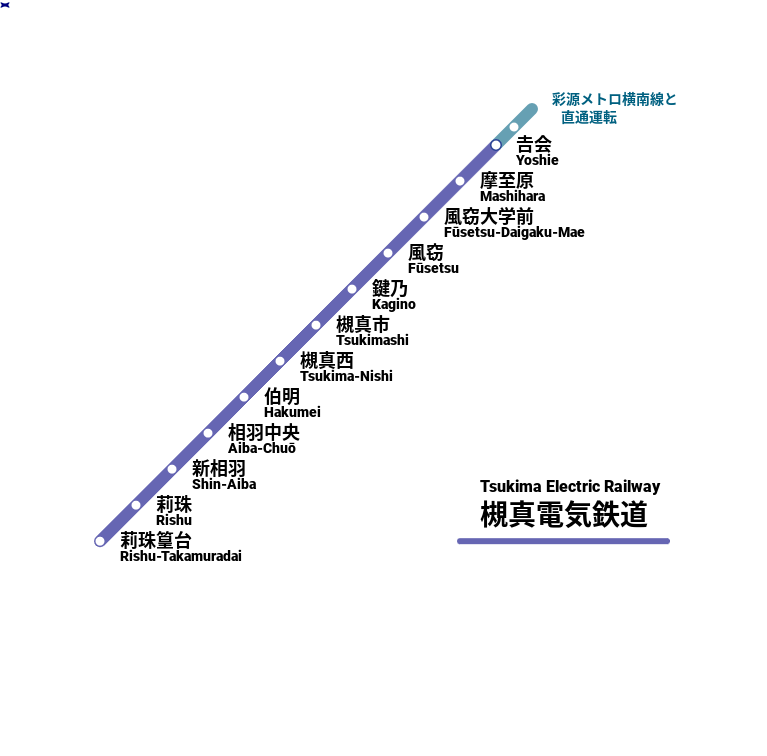 彩源メトロ横南線と
直通運転
吉会
Yoshie
摩至原
Mashihara
風窃大学前
Fūsetsu-Daigaku-Mae
風窃
Fūsetsu
鍵乃
Kagino
槻真市
Tsukimashi
槻真西
Tsukima-Nishi
伯明
Hakumei
相羽中央
Aiba-Chuō
新相羽
Shin-Aiba
莉珠
Rishu
莉珠篁台
Rishu-Takamuradai
Tsukima Electric Railway
槻真電気鉄道